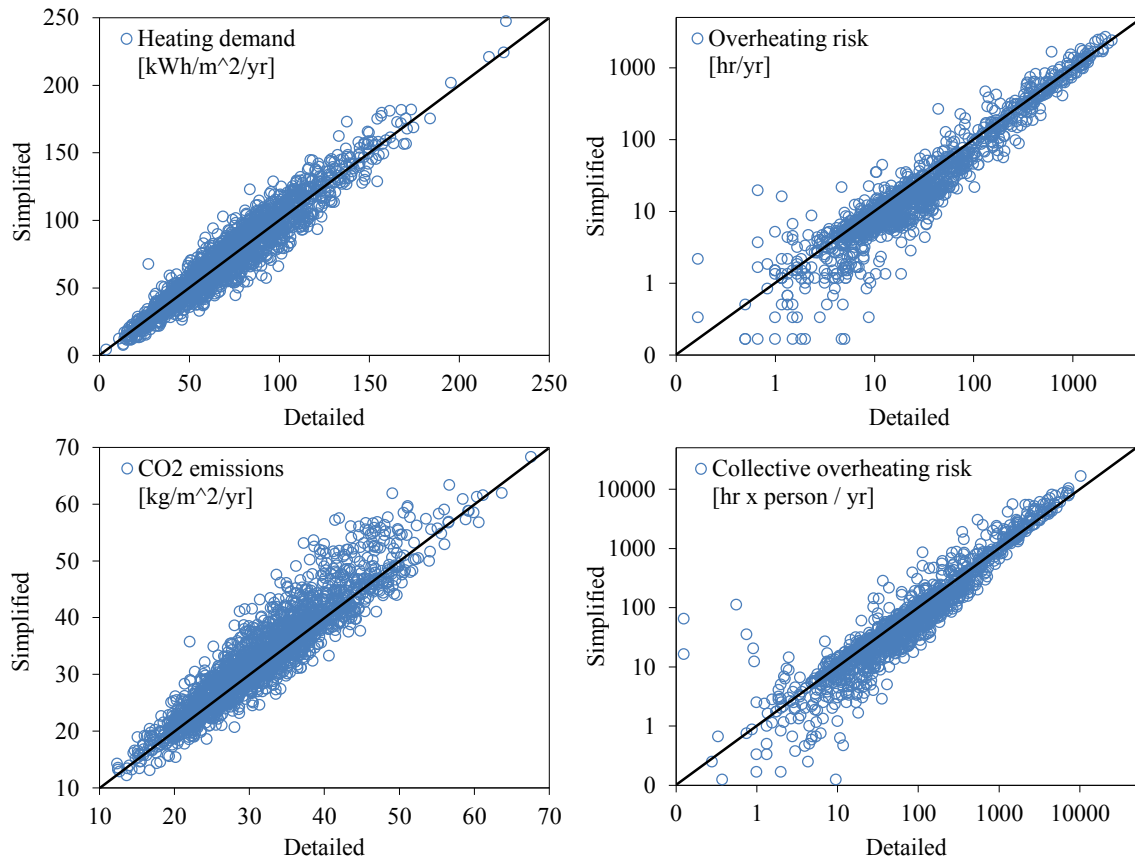 250
200
150
100
50
0
Simplified
Heating demand
[kWh/m^2/yr]
0 50 100 150 200 250
Detailed
1000
100
10
1
0
Simplified
Overheating risk
[hr/yr]
0 1 10 100 1000
Detailed
70
60
50
40
30
20
10
Simplified
CO2 emissions
[kg/m^2/yr]
10 20 30 40 50 60 70
Detailed
10000
1000
100
10
1
0
Simplified
Collective overheating risk
[hr x person / yr]
0 1 10 100 1000 10000
Detailed